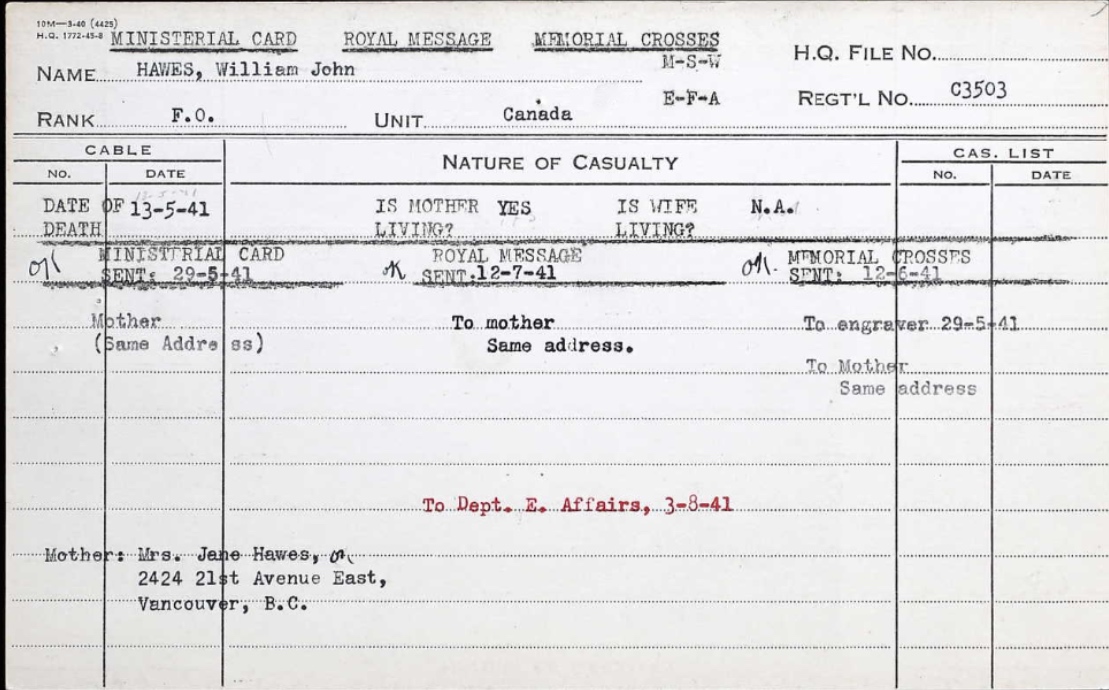 10M—3-40 (4425)
H.Q. 1772-45-8
MINISTERIAL CARD ROYAL MESSAGE MEMORIAL CROSSES
M-S-W
H.Q. FILE No.
NAME HAWES, William John
E-F-A
REGT'L No. C3503
RANK F.O. UNIT Canada
CABLE NATURE OF CASUALTY CAS. LIST
NO. DATE NO. DATE
DATE OF 13-5-41 IS MOTHER YES IS WIFE N.A.
DEATH LIVING? LIVING?
MINISTERIAL CARD ROYAL MESSAGE MEMORIAL CROSSES
SENT: 29-5-41 SENT: 12-7-41 SENT: 12-6-41
Mother To mother To engraver 29-5-41
(Same Address) Same address.
To Mother
Same address
To Dept. E. Affairs, 3-8-41
Mother: Mrs. Jane Hawes,
2424 21st Avenue East,
Vancouver, B.C.